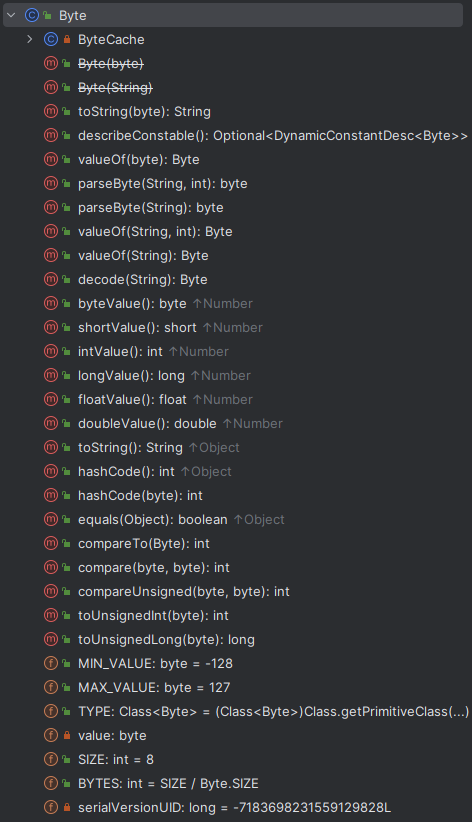 Byte
ByteCache
Byte(byte)
Byte(String)
toString(byte): String
describeConstable(): Optional<DynamicConstantDesc<Byte>>
valueOf(byte): Byte
parseByte(String, int): byte
parseByte(String): byte
valueOf(String, int): Byte
valueOf(String): Byte
decode(String): Byte
byteValue(): byte ↑Number
shortValue(): short ↑Number
intValue(): int ↑Number
longValue(): long ↑Number
floatValue(): float ↑Number
doubleValue(): double ↑Number
toString(): String ↑Object
hashCode(): int ↑Object
hashCode(byte): int
equals(Object): boolean ↑Object
compareTo(Byte): int
compare(byte, byte): int
compareUnsigned(byte, byte): int
toUnsignedInt(byte): int
toUnsignedLong(byte): long
MIN_VALUE: byte = -128
MAX_VALUE: byte = 127
TYPE: Class<Byte> = (Class<Byte>)Class.getPrimitiveClass(...)
value: byte
SIZE: int = 8
BYTES: int = SIZE / Byte.SIZE
serialVersionUID: long = -7183698231559129828L